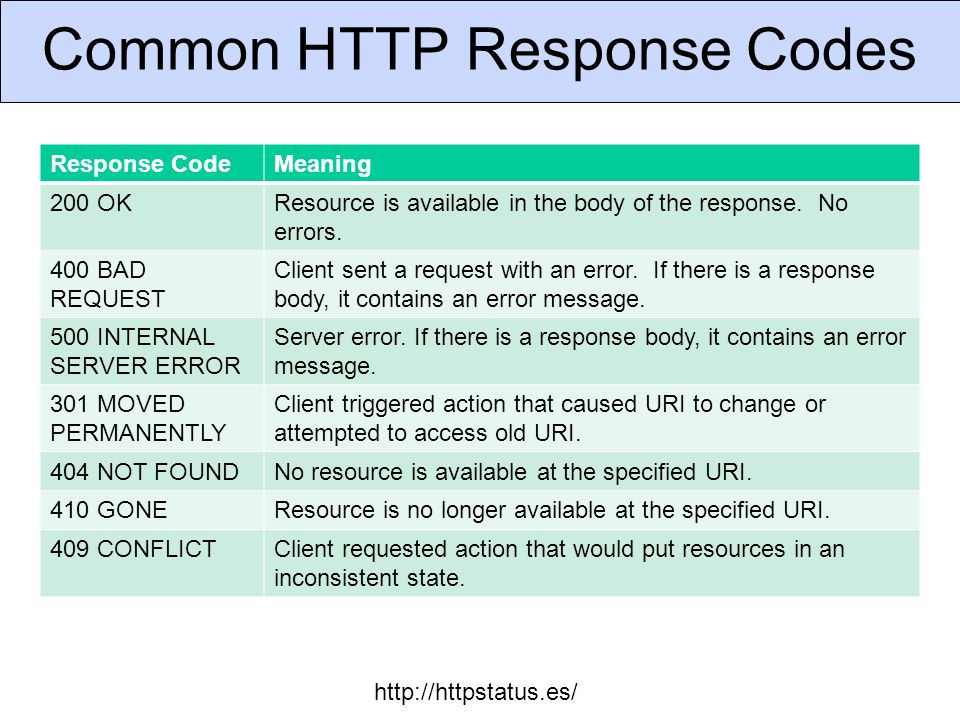 Common HTTP Response Codes
Response Code Meaning
200 OK Resource is available in the body of the response. No
errors.
400 BAD
REQUEST
Client sent a request with an error. If there is a response
body, it contains an error message.
500 INTERNAL
SERVER ERROR
Server error. If there is a response body, it contains an error
message.
301 MOVED
PERMANENTLY
Client triggered action that caused URI to change or
attempted to access old URI.
404 NOT FOUND No resource is available at the specified URI.
410 GONE Resource is no longer available at the specified URI.
409 CONFLICT Client requested action that would put resources in an
inconsistent state.
http://httpstatus.es/